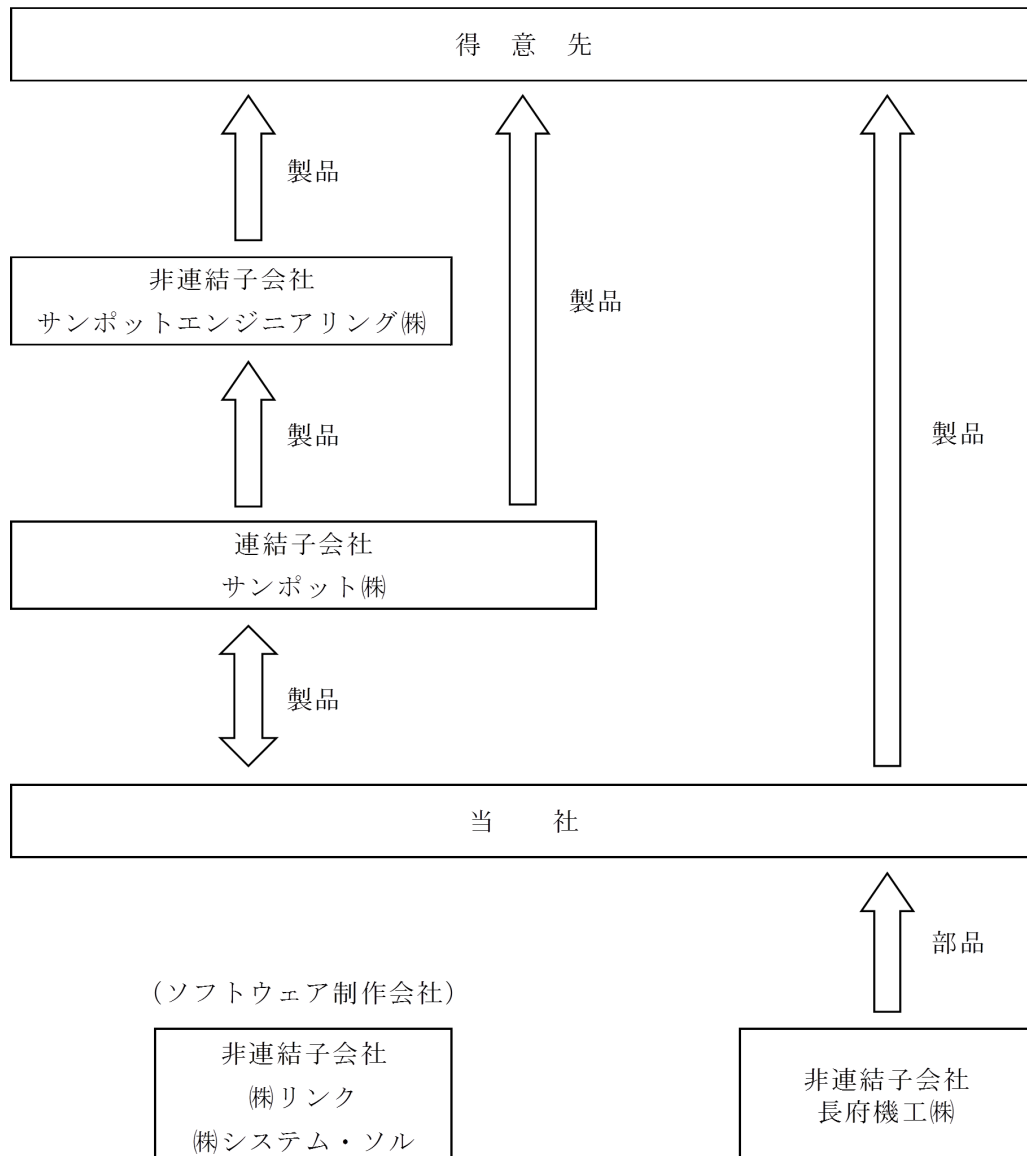 得意先
製品
非連結子会社
サンポットエンジニアリング㈱
製品
製品
製品
連結子会社
サンポット㈱
製品
当社
部品
(ソフトウェア制作会社)
非連結子会社
㈱リンク
㈱システム・ソル
非連結子会社
長府機工㈱